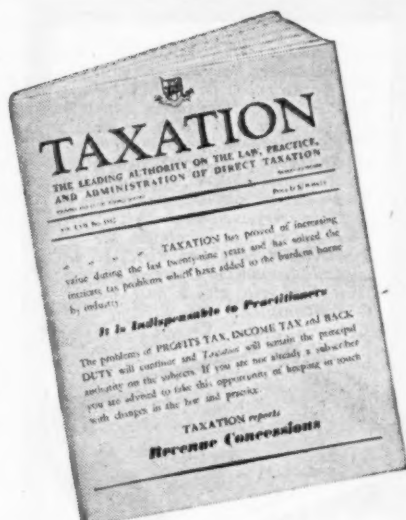 TAXATION
THE LEADING AUTHORITY ON THE LAW, PRACTICE,
AND ADMINISTRATION OF DIRECT TAXATION
" " " " TAXATION has proved of increasing
value during the last twenty-nine years and has solved the
intricate tax problems which have added to the burdens borne
by industry.
It is Indispensable to Practitioners
The problems of PROFITS TAX, INCOME TAX and BACK
DUTY will continue and Taxation will remain the principal
authority on the subjects. If you are not already a subscriber
you are advised to take this opportunity of keeping in touch
with changes in the law and practice.
TAXATION reports
Revenue Concessions